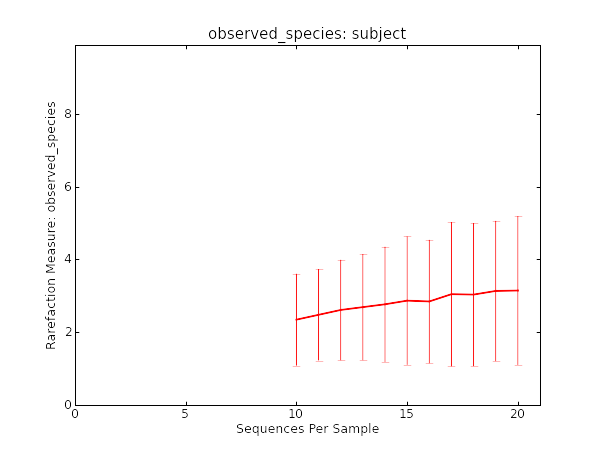 observed_species: subject
Rarefaction Measure: observed_species
8
6
4
2
0
0 5 10 15 20
Sequences Per Sample